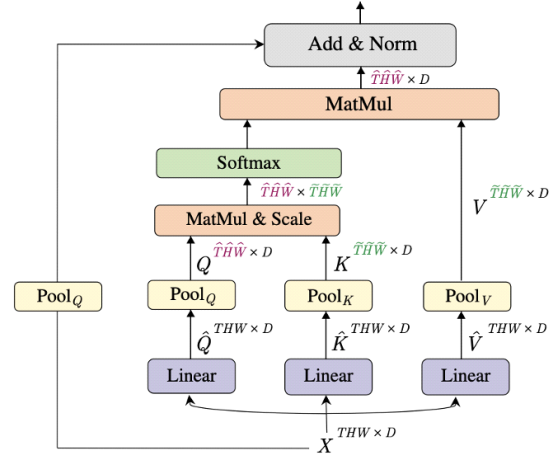 Add & Norm
T̂ĤŴ × D
MatMul
Softmax
T̂ĤŴ × T̃H̃W̃
V T̃H̃W̃ × D
MatMul & Scale
Q T̂ĤŴ × D
K T̃H̃W̃ × D
Pool_Q
Pool_Q
Pool_K
Pool_V
Q̂ THW × D
K̂ THW × D
V̂ THW × D
Linear
Linear
Linear
X THW × D